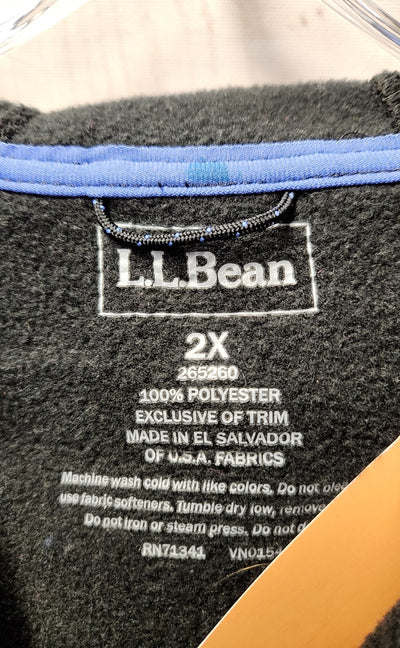 L.L.Bean
2X
265260
100% POLYESTER
EXCLUSIVE OF TRIM
MADE IN EL SALVADOR
OF U.S.A. FABRICS
Machine wash cold with like colors. Do not
use fabric softeners. Tumble dry low,
Do not iron or steam press. Do not
RN71341 VN0154